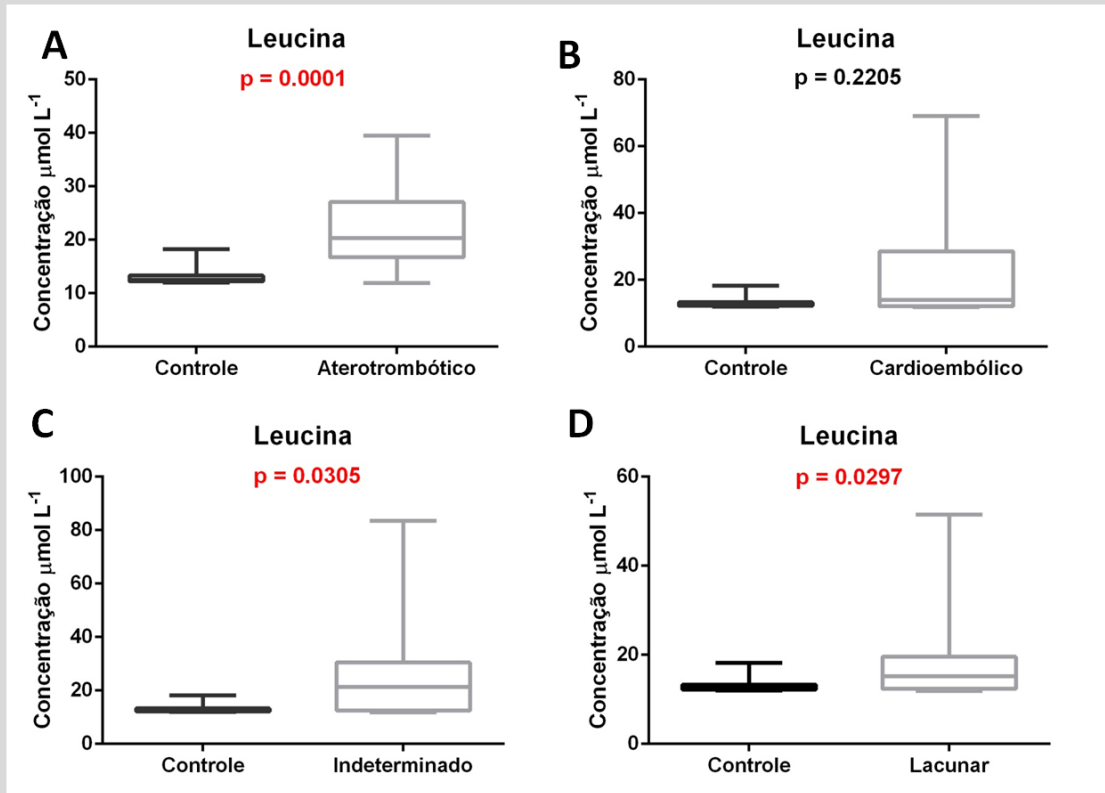 A
Leucina
p = 0.0001
Concentração μmol L⁻¹
50
40
30
20
10
0
Controle Aterotrombótico
B
Leucina
p = 0.2205
Concentração μmol L⁻¹
80
60
40
20
0
Controle Cardioembólico
C
Leucina
p = 0.0305
Concentração μmol L⁻¹
100
80
60
40
20
0
Controle Indeterminado
D
Leucina
p = 0.0297
Concentração μmol L⁻¹
60
40
20
0
Controle Lacunar